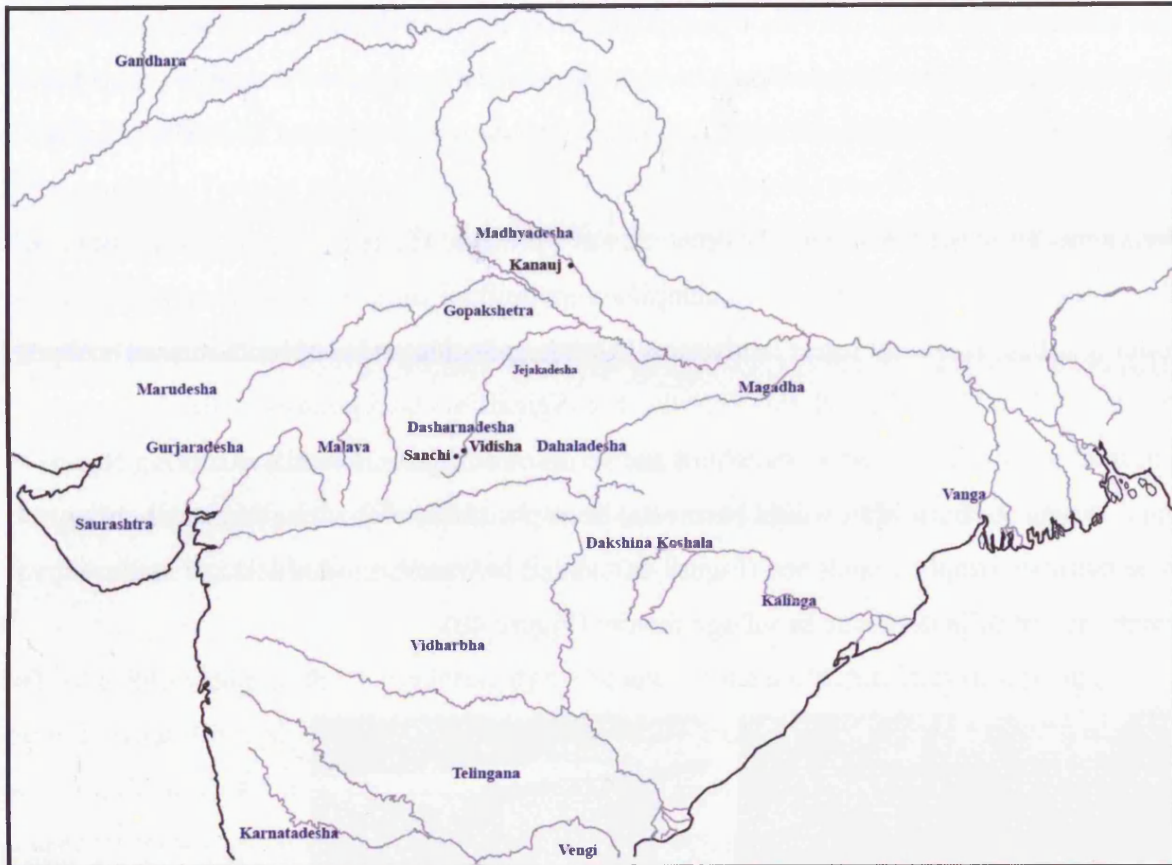 Gandhara
Madhyadesha
Kanauj
Gopakshetra
Jejakadesha
Marudesha
Magadha
Dasharnadesha
Gurjaradesha
Malava
Sanchi
Vidisha
Dahaladesha
Vanga
Saurashtra
Dakshina Koshala
Kalinga
Vidharbha
Telingana
Karnatadesha
Vengi